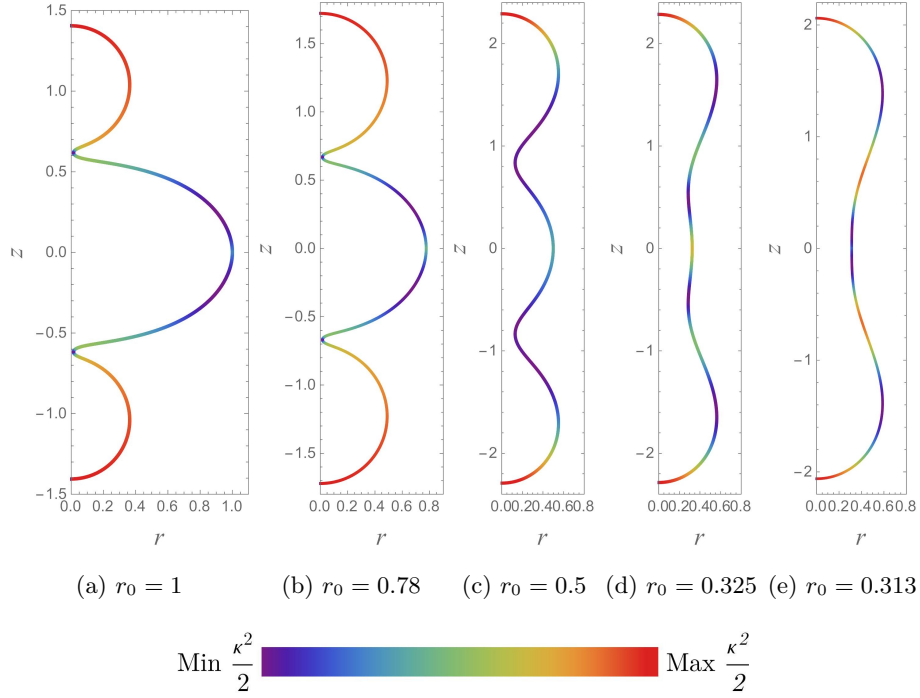 1.5
1.0
0.5
0.0
−0.5
−1.0
−1.5
z
0.0 0.2 0.4 0.6 0.8 1.0
r
(a) r₀ = 1
1.5
1.0
0.5
0.0
−0.5
−1.0
−1.5
z
0.0 0.2 0.4 0.6 0.8
r
(b) r₀ = 0.78
2
1
0
−1
−2
z
0.00.20.40.60.8
r
(c) r₀ = 0.5
2
1
0
−1
−2
z
0.00.20.40.60.8
r
(d) r₀ = 0.325
2
1
0
−1
−2
z
0.00.20.40.60.8
r
(e) r₀ = 0.313
Min κ²/2 Max κ²/2